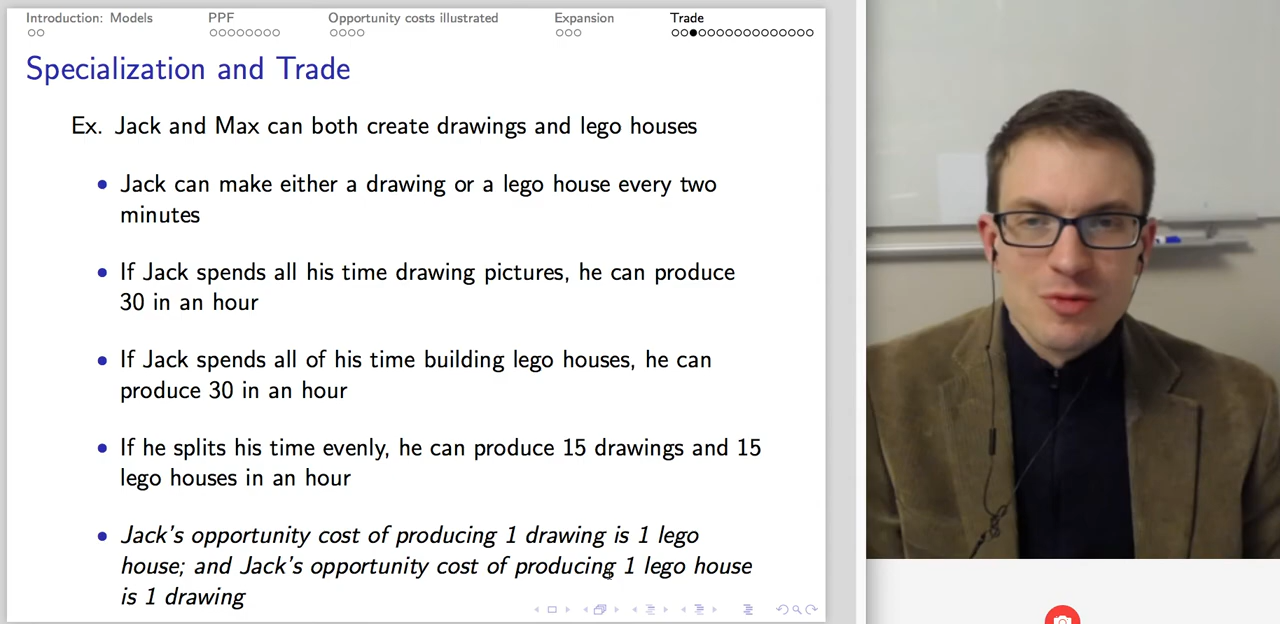 Introduction: Models PPF Opportunity costs illustrated Expansion Trade
Specialization and Trade
Ex. Jack and Max can both create drawings and lego houses
Jack can make either a drawing or a lego house every two
minutes
If Jack spends all his time drawing pictures, he can produce
30 in an hour
If Jack spends all of his time building lego houses, he can
produce 30 in an hour
If he splits his time evenly, he can produce 15 drawings and 15
lego houses in an hour
Jack's opportunity cost of producing 1 drawing is 1 lego
house; and Jack's opportunity cost of producing 1 lego house
is 1 drawing